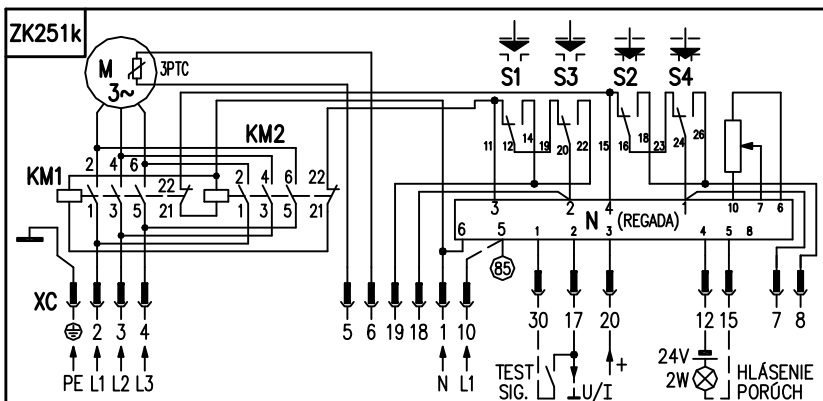 ZK251k
M
3~
3PTC
S1 S3 S2 S4
KM2
KM1
2 4 6 22
1 3 5 21
2 4 6 22
1 3 5 21
11 12 14 19 20 22 15 16 18 23 24 26
3 2 4 1 10 7 6
N (REGADA)
6 5 1 2 3 4 5 8
85
XC
2 3 4 5 6 19 18 1 10 30 17 20 12 15 7 8
PE L1 L2 L3 N L1
TEST
SIG.
U/I
+
24V
2W
HLÁSENIE
PORÚCH